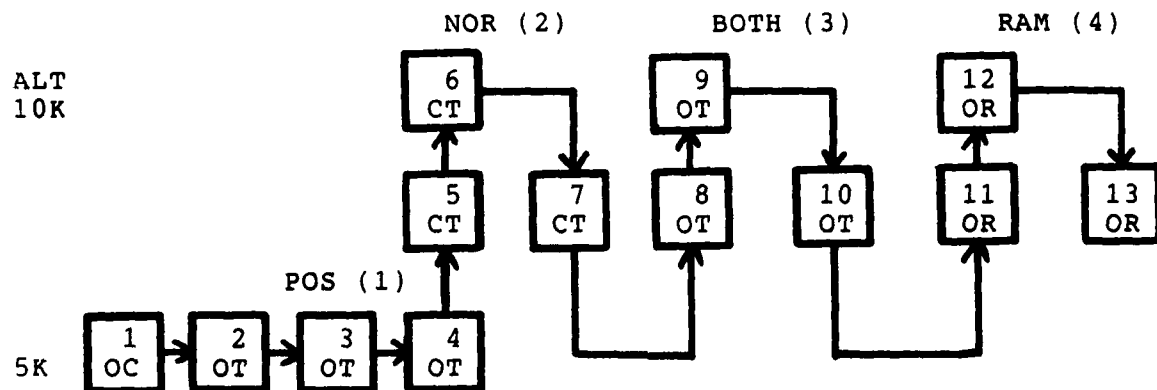 NOR (2) BOTH (3) RAM (4)
ALT
10K
6
CT
9
OT
12
OR
5
CT
7
CT
8
OT
10
OT
11
OR
13
OR
POS (1)
5K
1
OC
2
OT
3
OT
4
OT